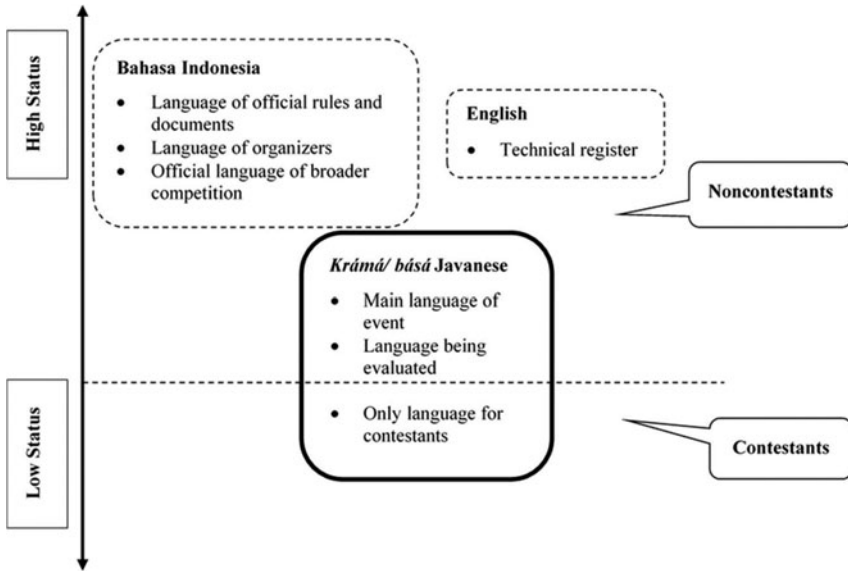 High Status
Bahasa Indonesia
• Language of official rules and
documents
• Language of organizers
• Official language of broader
competition
English
• Technical register
Noncontestants
Krámá/ básá Javanese
• Main language of
event
• Language being
evaluated
• Only language for
contestants
Low Status
Contestants